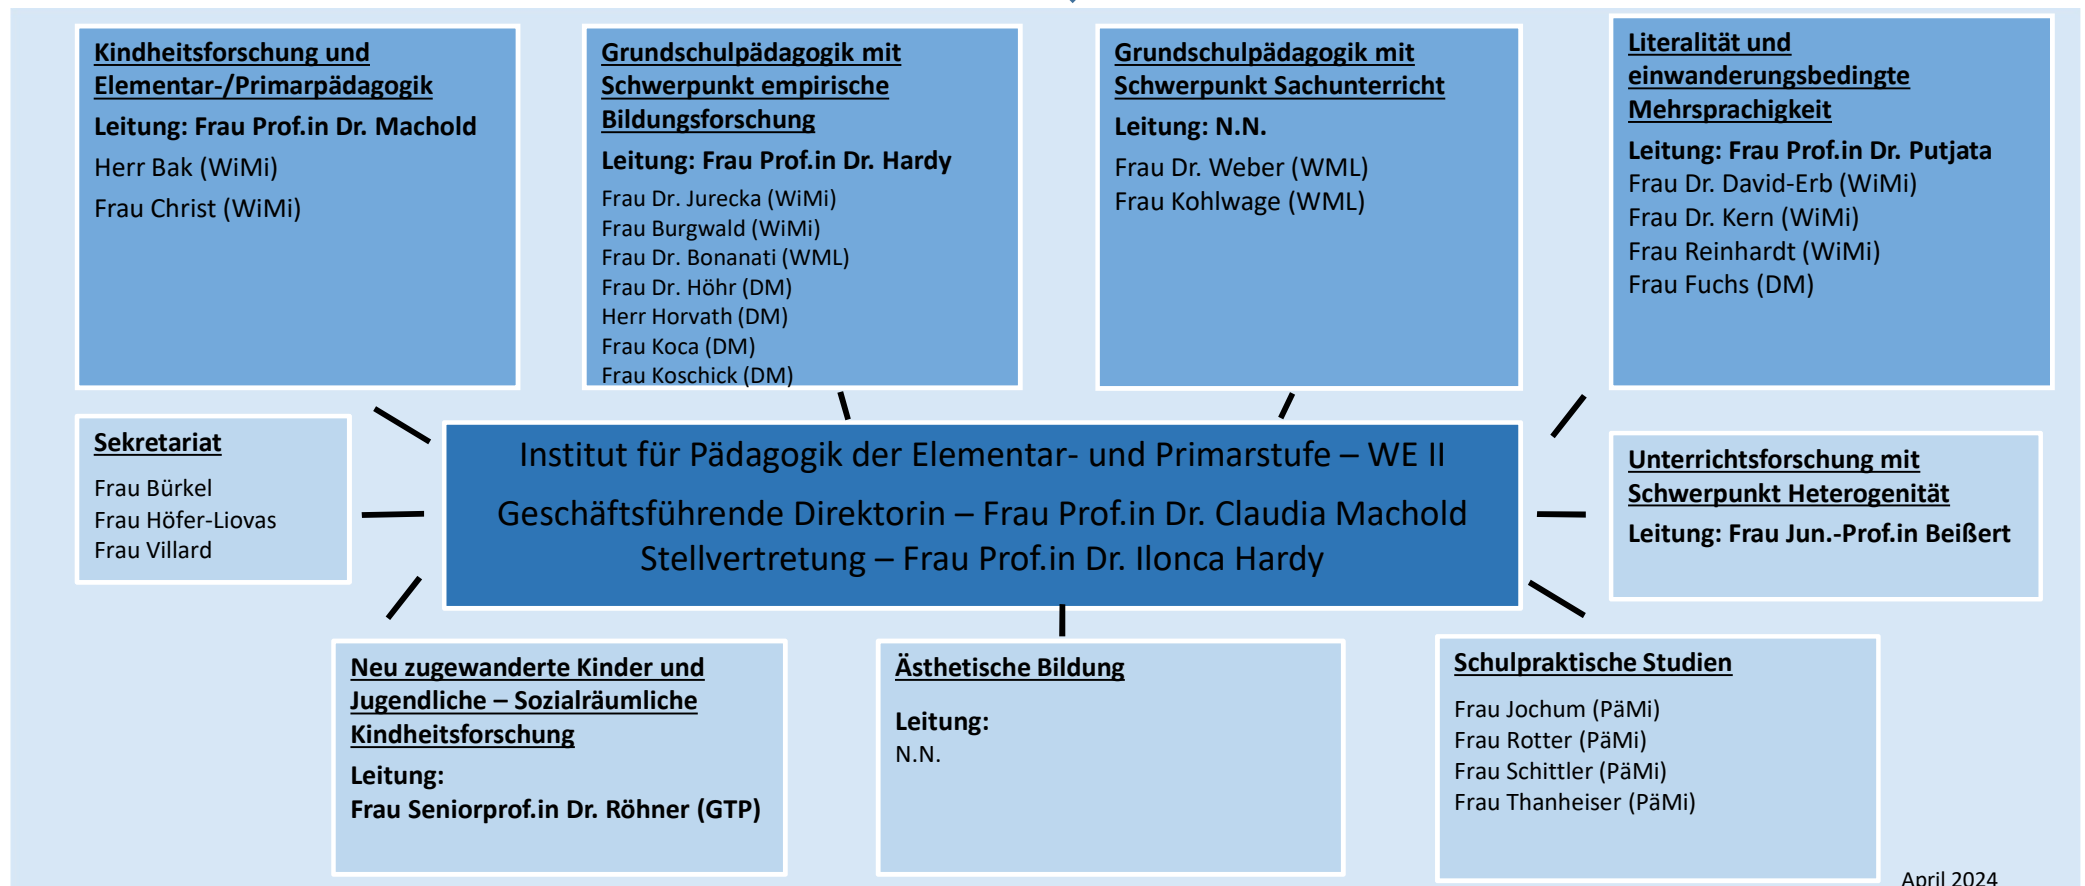 Kindheitsforschung und
Elementar-/Primarpädagogik
Leitung: Frau Prof.in Dr. Machold
Herr Bak (WiMi)
Frau Christ (WiMi)
Grundschulpädagogik mit
Schwerpunkt empirische
Bildungsforschung
Leitung: Frau Prof.in Dr. Hardy
Frau Dr. Jurecka (WiMi)
Frau Burgwald (WiMi)
Frau Dr. Bonanati (WML)
Frau Dr. Höhr (DM)
Herr Horvath (DM)
Frau Koca (DM)
Frau Koschick (DM)
Grundschulpädagogik mit
Schwerpunkt Sachunterricht
Leitung: N.N.
Frau Dr. Weber (WML)
Frau Kohlwage (WML)
Literalität und
einwanderungsbedingte
Mehrsprachigkeit
Leitung: Frau Prof.in Dr. Putjata
Frau Dr. David-Erb (WiMi)
Frau Dr. Kern (WiMi)
Frau Reinhardt (WiMi)
Frau Fuchs (DM)
Sekretariat
Frau Bürkel
Frau Höfer-Liovas
Frau Villard
Institut für Pädagogik der Elementar- und Primarstufe – WE II
Geschäftsführende Direktorin – Frau Prof.in Dr. Claudia Machold
Stellvertretung – Frau Prof.in Dr. Ilonca Hardy
Unterrichtsforschung mit
Schwerpunkt Heterogenität
Leitung: Frau Jun.-Prof.in Beißert
Neu zugewanderte Kinder und
Jugendliche – Sozialräumliche
Kindheitsforschung
Leitung:
Frau Seniorprof.in Dr. Röhner (GTP)
Ästhetische Bildung
Leitung:
N.N.
Schulpraktische Studien
Frau Jochum (PäMi)
Frau Rotter (PäMi)
Frau Schittler (PäMi)
Frau Thanheiser (PäMi)
April 2024